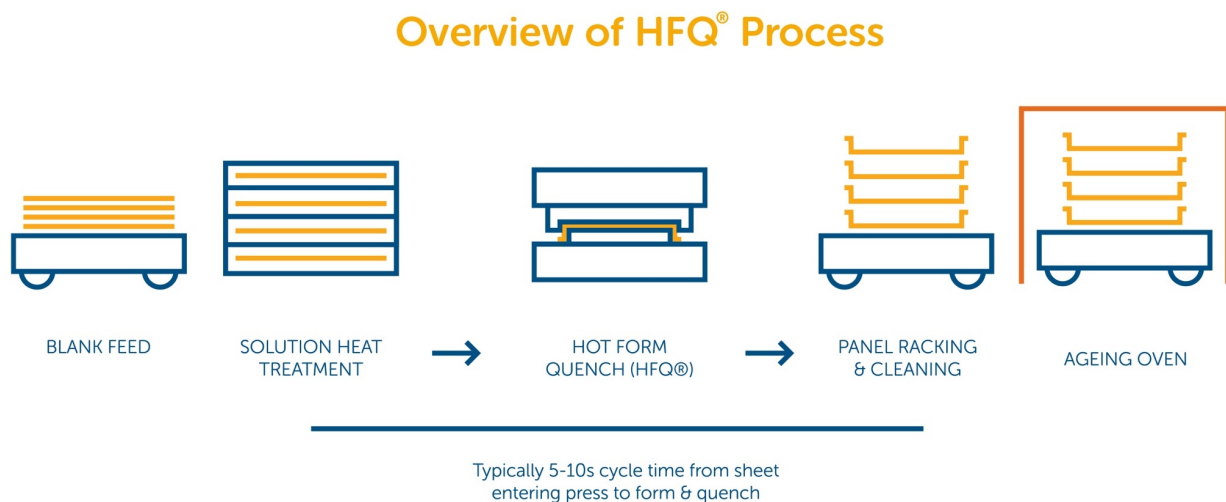 Overview of HFQ® Process
BLANK FEED
SOLUTION HEAT
TREATMENT
HOT FORM
QUENCH (HFQ®)
PANEL RACKING
& CLEANING
AGEING OVEN
Typically 5-10s cycle time from sheet
entering press to form & quench